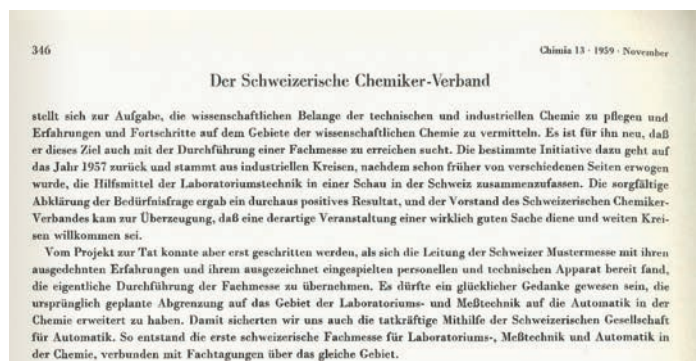 346
Chimia 13 · 1959 · November
Der Schweizerische Chemiker-Verband
stellt sich zur Aufgabe, die wissenschaftlichen Belange der technischen und industriellen Chemie zu pflegen und
Erfahrungen und Fortschritte auf dem Gebiete der wissenschaftlichen Chemie zu vermitteln. Es ist für ihn neu, daß
er dieses Ziel auch mit der Durchführung einer Fachmesse zu erreichen sucht. Die bestimmte Initiative dazu geht auf
das Jahr 1957 zurück und stammt aus industriellen Kreisen, nachdem schon früher von verschiedenen Seiten erwogen
wurde, die Hilfsmittel der Laboratoriumstechnik in einer Schau in der Schweiz zusammenzufassen. Die sorgfältige
Abklärung der Bedürfnisfrage ergab ein durchaus positives Resultat, und der Vorstand des Schweizerischen Chemiker-
Verbandes kam zur Überzeugung, daß eine derartige Veranstaltung einer wirklich guten Sache diene und weiten Krei-
sen willkommen sei.
Vom Projekt zur Tat konnte aber erst geschritten werden, als sich die Leitung der Schweizer Mustermesse mit ihren
ausgedehnten Erfahrungen und ihrem ausgezeichnet eingespielten personellen und technischen Apparat bereit fand,
die eigentliche Durchführung der Fachmesse zu übernehmen. Es dürfte ein glücklicher Gedanke gewesen sein, die
ursprünglich geplante Abgrenzung auf das Gebiet der Laboratoriums- und Meßtechnik auf die Automatik in der
Chemie erweitert zu haben. Damit sicherten wir uns auch die tatkräftige Mithilfe der Schweizerischen Gesellschaft
für Automatik. So entstand die erste schweizerische Fachmesse für Laboratoriums-, Meßtechnik und Automatik in
der Chemie, verbunden mit Fachtagungen über das gleiche Gebiet.